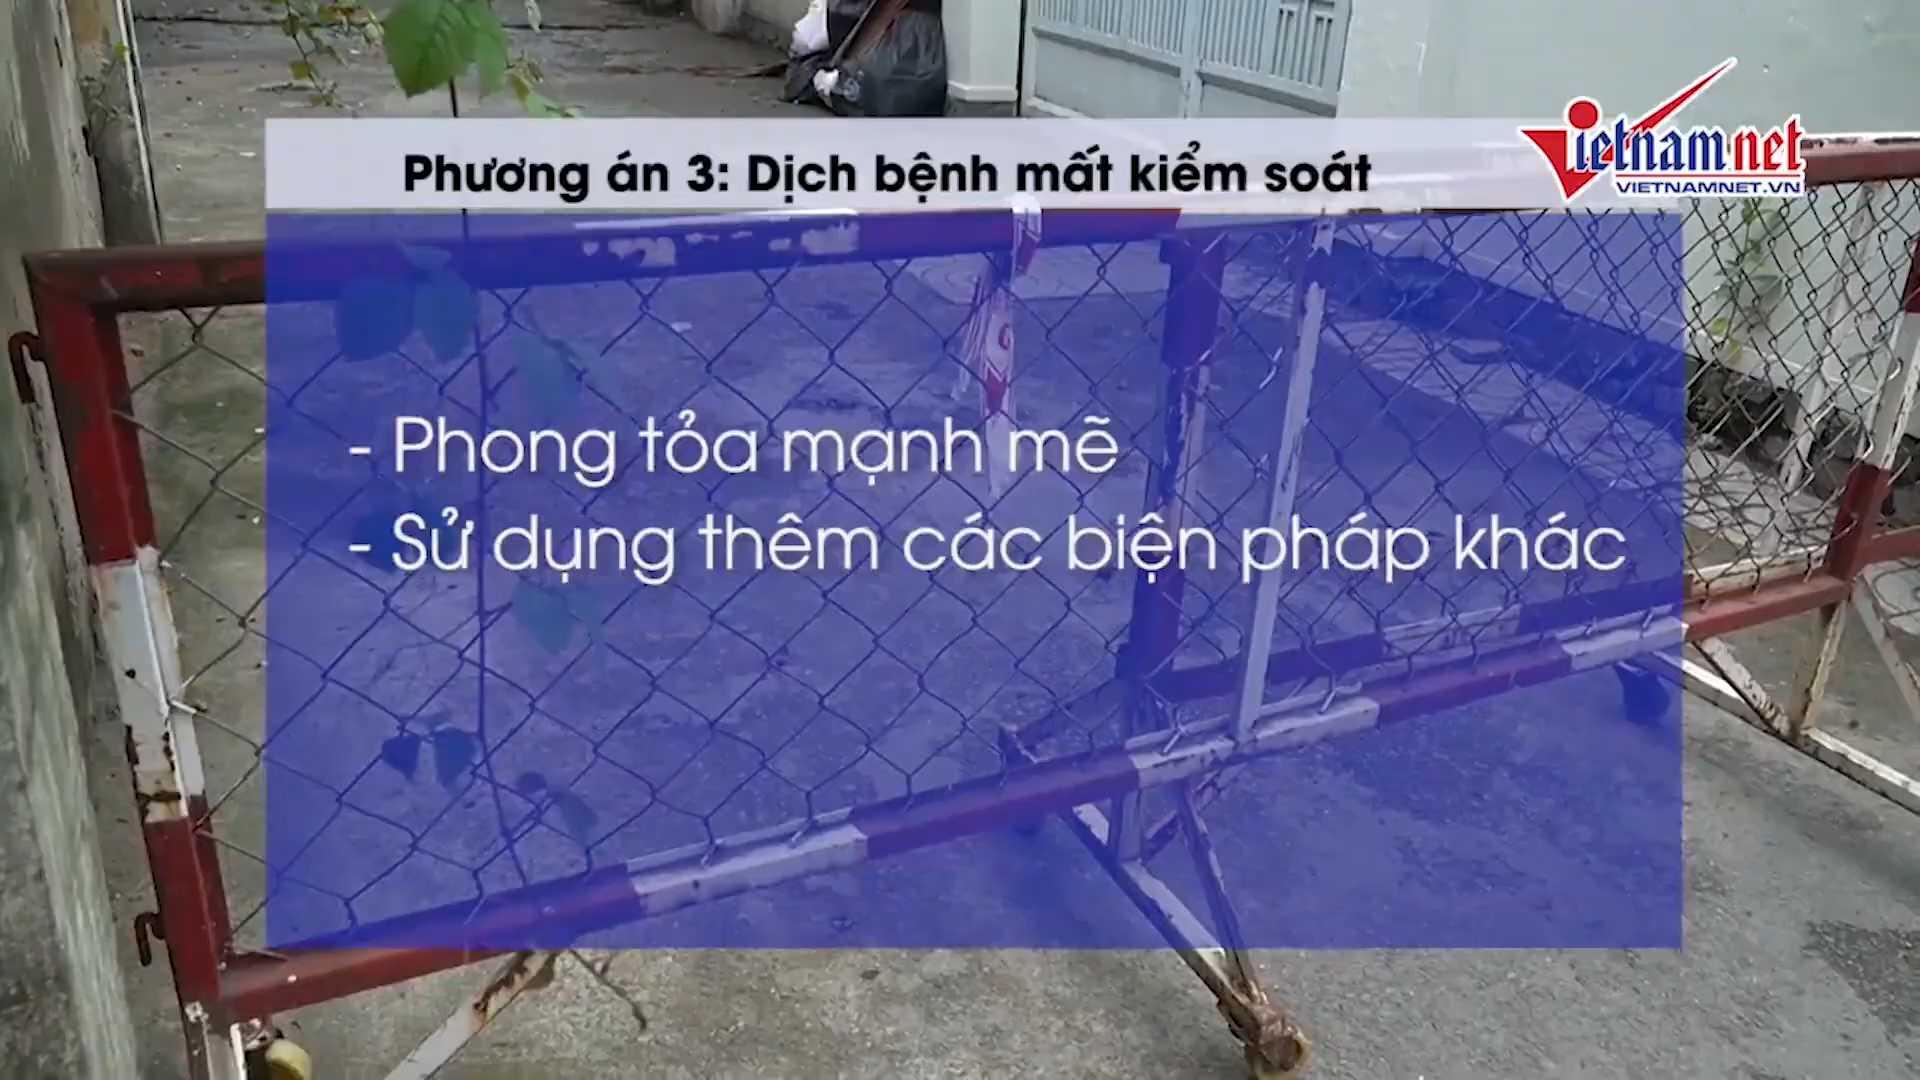 Phương án 3: Dịch bệnh mất kiểm soát
Vietnamnet
VIETNAMNET.VN
- Phong tỏa mạnh mẽ
- Sử dụng thêm các biện pháp khác